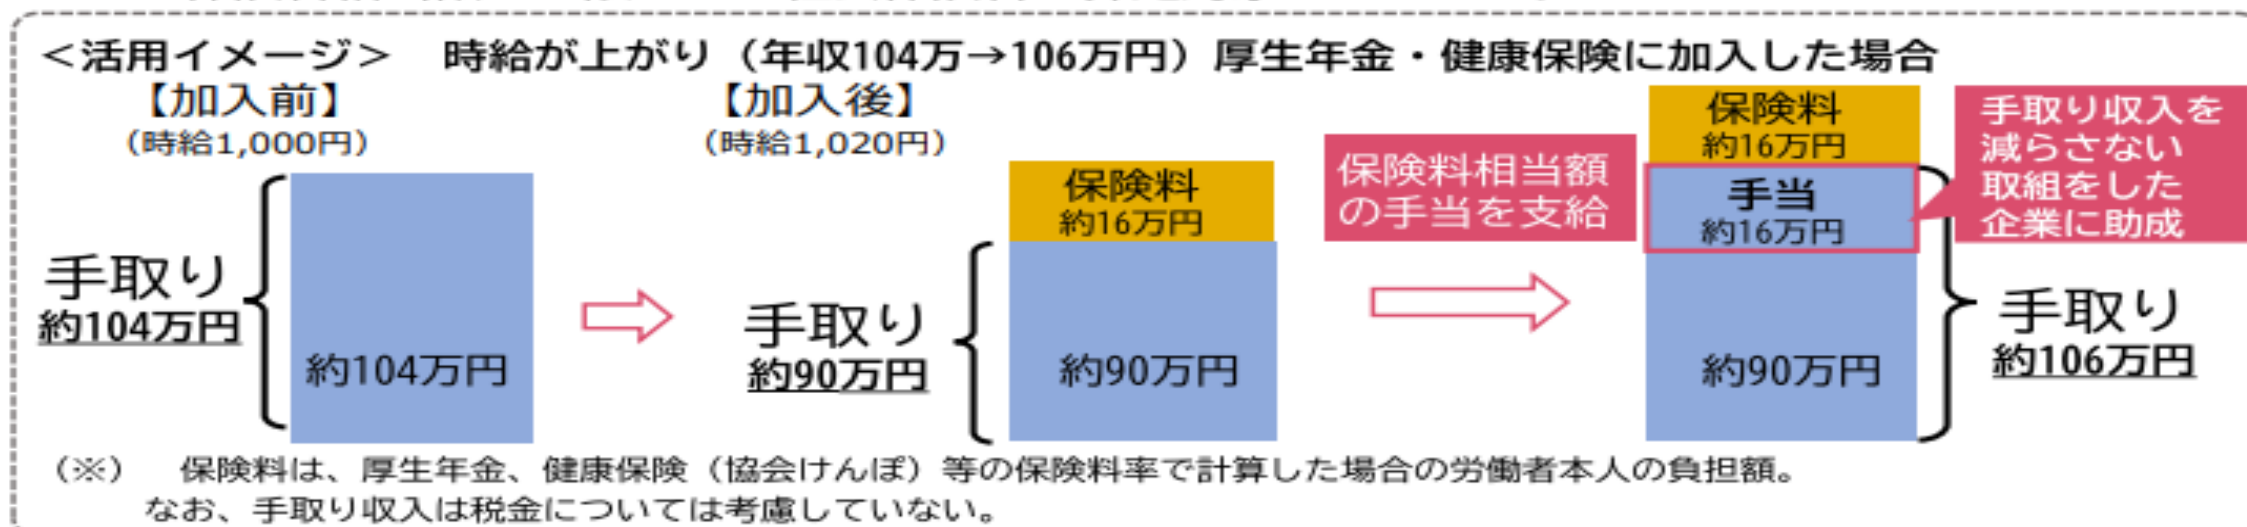 ＜活用イメージ＞　時給が上がり（年収104万→106万円）厚生年金・健康保険に加入した場合
【加入前】
（時給1,000円）
手取り
約104万円
約104万円
【加入後】
（時給1,020円）
保険料
約16万円
手取り
約90万円
約90万円
保険料相当額
の手当を支給
保険料
約16万円
手当
約16万円
約90万円
手取り収入を
減らさない
取組をした
企業に助成
手取り
約106万円
（※）　保険料は、厚生年金、健康保険（協会けんぽ）等の保険料率で計算した場合の労働者本人の負担額。
なお、手取り収入は税金については考慮していない。